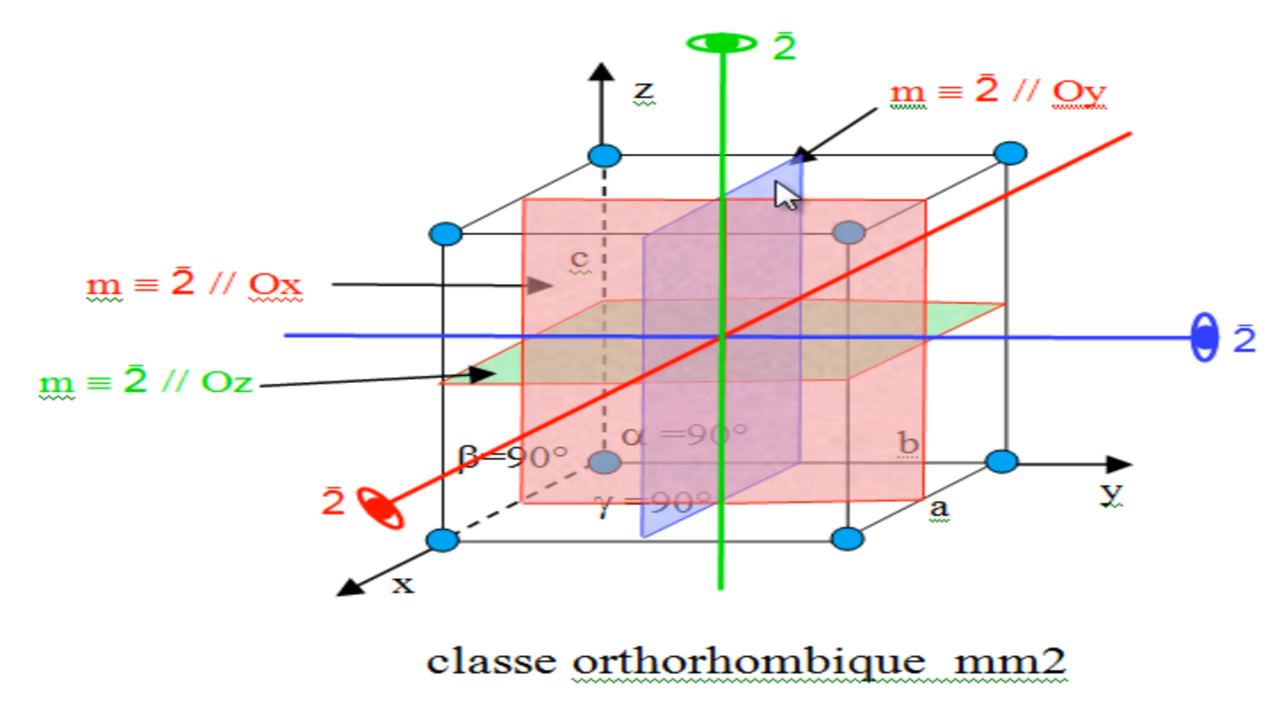 2̄
z
m ≡ 2̄ // Oy
c
m ≡ 2̄ // Ox
2̄
m ≡ 2̄ // Oz
α =90°
b
β=90°
y
2̄
γ =90°
a
x
classe orthorhombique mm2